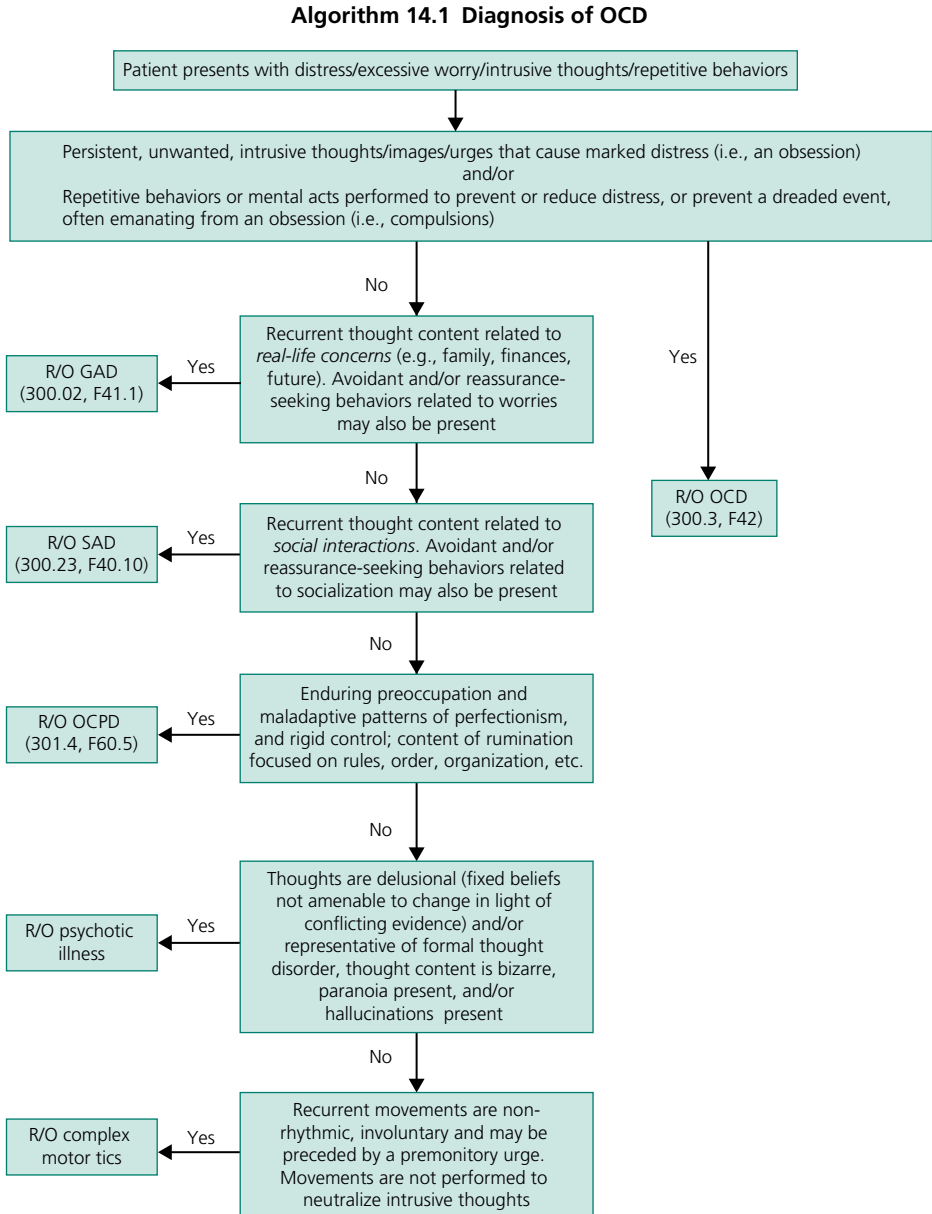 Algorithm 14.1 Diagnosis of OCD
Patient presents with distress/excessive worry/intrusive thoughts/repetitive behaviors
Persistent, unwanted, intrusive thoughts/images/urges that cause marked distress (i.e., an obsession)
and/or
Repetitive behaviors or mental acts performed to prevent or reduce distress, or prevent a dreaded event,
often emanating from an obsession (i.e., compulsions)
No
Yes
Recurrent thought content related to
real-life concerns (e.g., family, finances,
future). Avoidant and/or reassurance-
seeking behaviors related to worries
may also be present
Yes
R/O GAD
(300.02, F41.1)
No
R/O OCD
(300.3, F42)
Recurrent thought content related to
social interactions. Avoidant and/or
reassurance-seeking behaviors related
to socialization may also be present
Yes
R/O SAD
(300.23, F40.10)
No
Enduring preoccupation and
maladaptive patterns of perfectionism,
and rigid control; content of rumination
focused on rules, order, organization, etc.
Yes
R/O OCPD
(301.4, F60.5)
No
Thoughts are delusional (fixed beliefs
not amenable to change in light of
conflicting evidence) and/or
representative of formal thought
disorder, thought content is bizarre,
paranoia present, and/or
hallucinations present
Yes
R/O psychotic
illness
No
Recurrent movements are non-
rhythmic, involuntary and may be
preceded by a premonitory urge.
Movements are not performed to
neutralize intrusive thoughts
Yes
R/O complex
motor tics